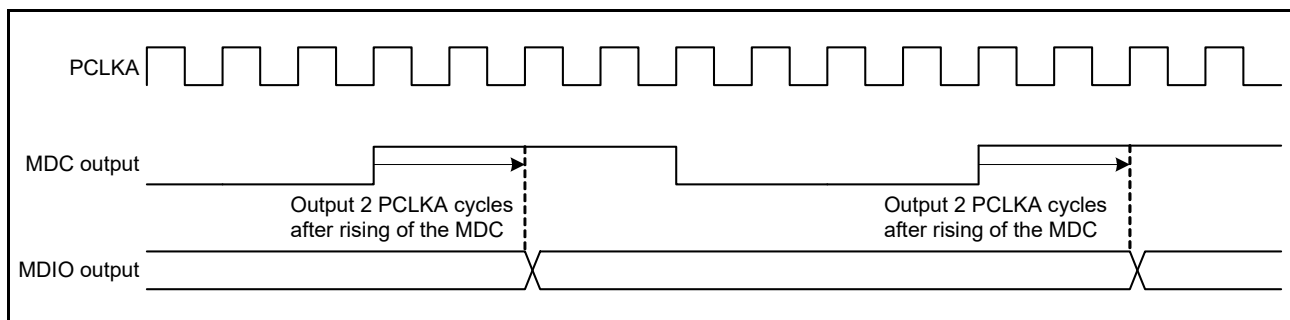 PCLKA
MDC output
Output 2 PCLKA cycles
after rising of the MDC
Output 2 PCLKA cycles
after rising of the MDC
MDIO output